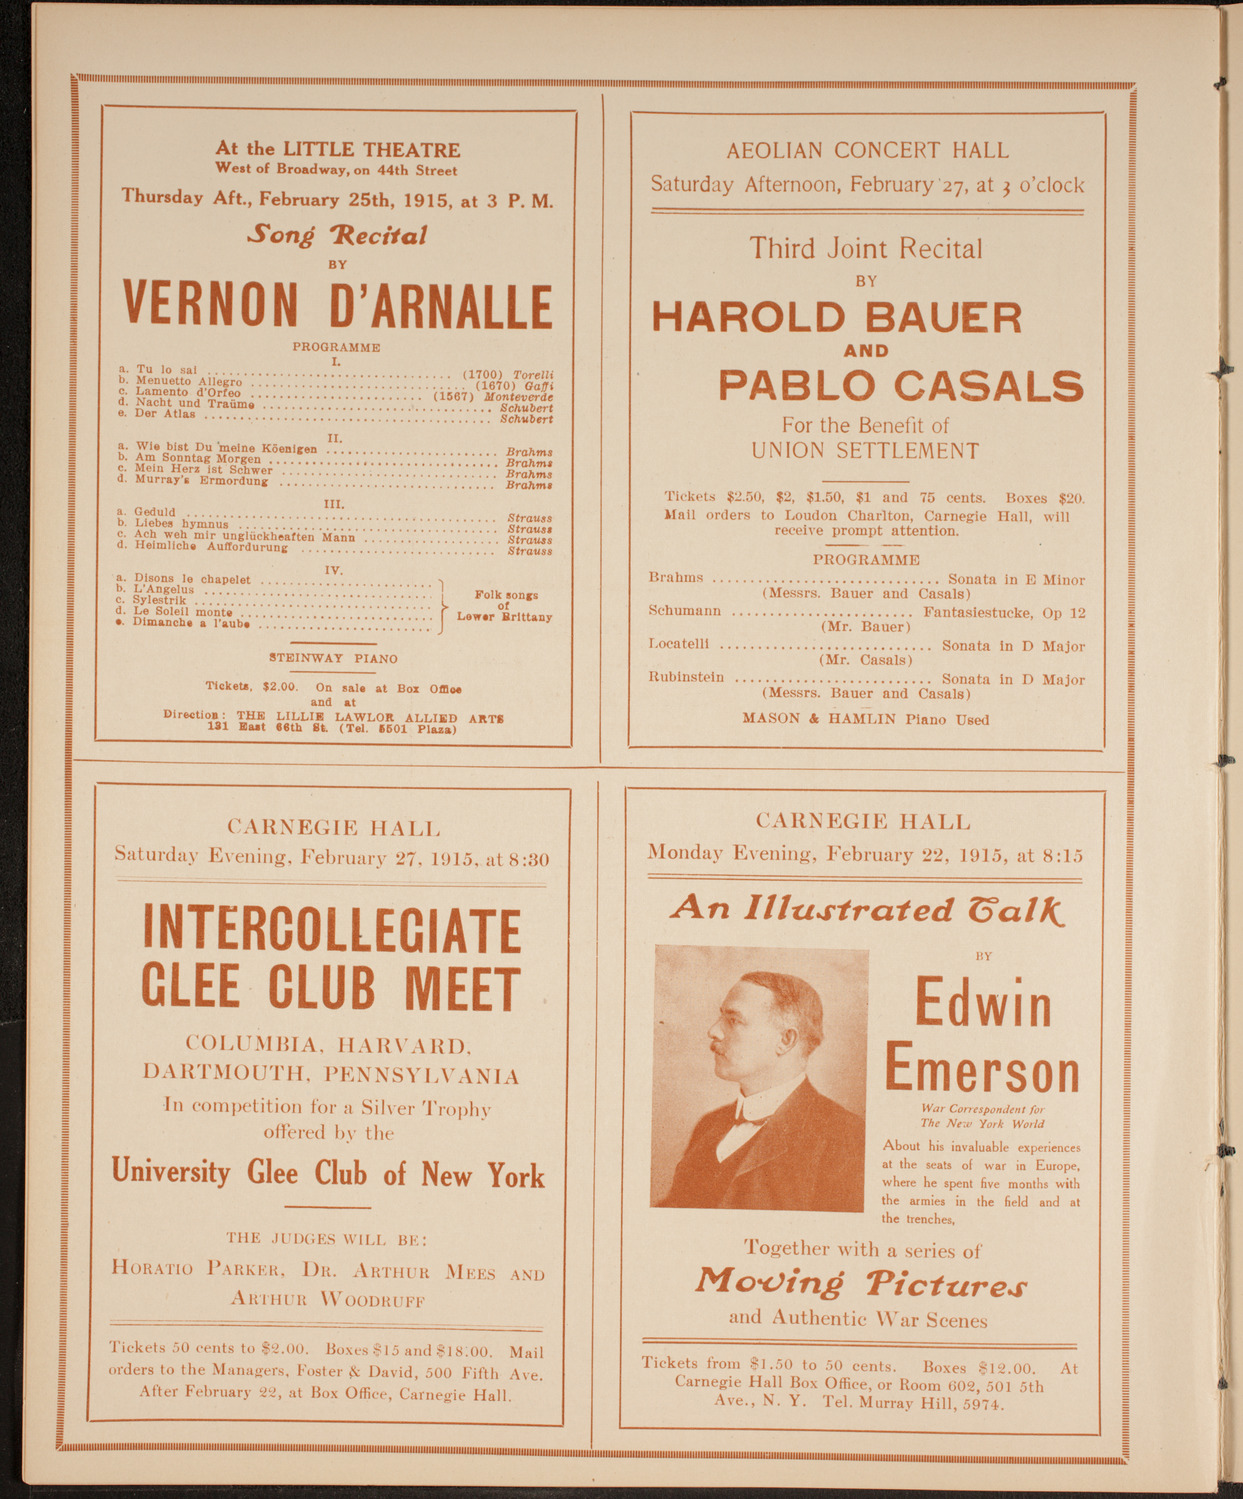 At the LITTLE THEATRE
West of Broadway, on 44th Street
Thursday Aft., February 25th, 1915, at 3 P. M.
Song Recital
BY
VERNON D'ARNALLE
PROGRAMME
I.
a. Tu lo sai ........ (1700) Torelli
b. Menuetto Allegro ........ (1670) Gaffi
c. Lamento d'Orfeo ........ (1567) Monteverde
d. Nacht und Traüme ........ Schubert
e. Der Atlas ........ Schubert
II.
a. Wie bist Du meine Köenigen ........ Brahms
b. Am Sonntag Morgen ........ Brahms
c. Mein Herz ist Schwer ........ Brahms
d. Murray's Ermordung ........ Brahms
III.
a. Geduld ........ Strauss
b. Liebes hymnus ........ Strauss
c. Ach weh mir unglückheaften Mann ........ Strauss
d. Heimliche Auffordurung ........ Strauss
IV.
a. Disons le chapelet ........
b. L'Angelus ........
c. Sylestrik ........
d. Le Soleil monte ........
e. Dimanche a l'aube ........
Folk songs
of
Lower Brittany
STEINWAY PIANO
Tickets, $2.00. On sale at Box Office
and at
Direction: THE LILLIE LAWLOR ALLIED ARTS
131 East 66th St. (Tel. 5501 Plaza)
AEOLIAN CONCERT HALL
Saturday Afternoon, February 27, at 3 o'clock
Third Joint Recital
BY
HAROLD BAUER
AND
PABLO CASALS
For the Benefit of
UNION SETTLEMENT
Tickets $2.50, $2, $1.50, $1 and 75 cents. Boxes $20.
Mail orders to Loudon Charlton, Carnegie Hall, will
receive prompt attention.
PROGRAMME
Brahms ........ Sonata in E Minor
(Messrs. Bauer and Casals)
Schumann ........ Fantasiestucke, Op 12
(Mr. Bauer)
Locatelli ........ Sonata in D Major
(Mr. Casals)
Rubinstein ........ Sonata in D Major
(Messrs. Bauer and Casals)
MASON & HAMLIN Piano Used
CARNEGIE HALL
Saturday Evening, February 27, 1915, at 8:30
INTERCOLLEGIATE
GLEE CLUB MEET
COLUMBIA, HARVARD,
DARTMOUTH, PENNSYLVANIA
In competition for a Silver Trophy
offered by the
University Glee Club of New York
THE JUDGES WILL BE:
HORATIO PARKER, DR. ARTHUR MEES AND
ARTHUR WOODRUFF
Tickets 50 cents to $2.00. Boxes $15 and $18.00. Mail
orders to the Managers, Foster & David, 500 Fifth Ave.
After February 22, at Box Office, Carnegie Hall.
CARNEGIE HALL
Monday Evening, February 22, 1915, at 8:15
An Illustrated Talk
BY
Edwin
Emerson
War Correspondent for
The New York World
About his invaluable experiences
at the seats of war in Europe,
where he spent five months with
the armies in the field and at
the trenches,
Together with a series of
Moving Pictures
and Authentic War Scenes
Tickets from $1.50 to 50 cents. Boxes $12.00. At
Carnegie Hall Box Office, or Room 602, 501 5th
Ave., N. Y. Tel. Murray Hill, 5974.